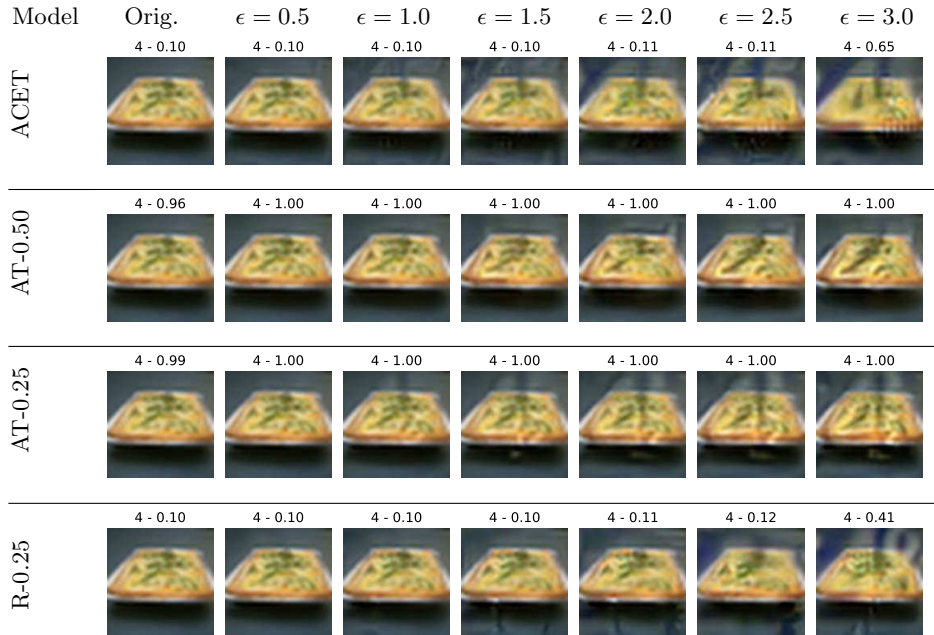 Model Orig. ϵ = 0.5 ϵ = 1.0 ϵ = 1.5 ϵ = 2.0 ϵ = 2.5 ϵ = 3.0
4 - 0.10 4 - 0.10 4 - 0.10 4 - 0.10 4 - 0.11 4 - 0.11 4 - 0.65
ACET
4 - 0.96 4 - 1.00 4 - 1.00 4 - 1.00 4 - 1.00 4 - 1.00 4 - 1.00
AT-0.50
4 - 0.99 4 - 1.00 4 - 1.00 4 - 1.00 4 - 1.00 4 - 1.00 4 - 1.00
AT-0.25
4 - 0.10 4 - 0.10 4 - 0.10 4 - 0.10 4 - 0.11 4 - 0.12 4 - 0.41
R-0.25